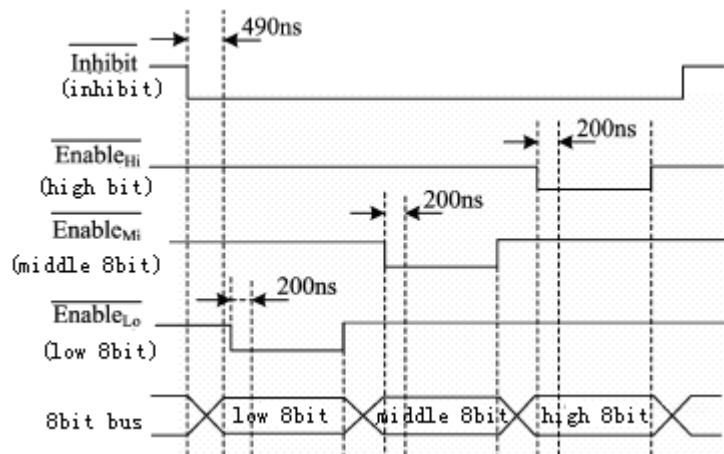 490ns
Inhibit
(inhibit)
200ns
EnableHi
(high bit)
200ns
EnableMi
(middle 8bit)
200ns
EnableLo
(low 8bit)
8bit bus
low 8bit
middle 8bit
high 8bit